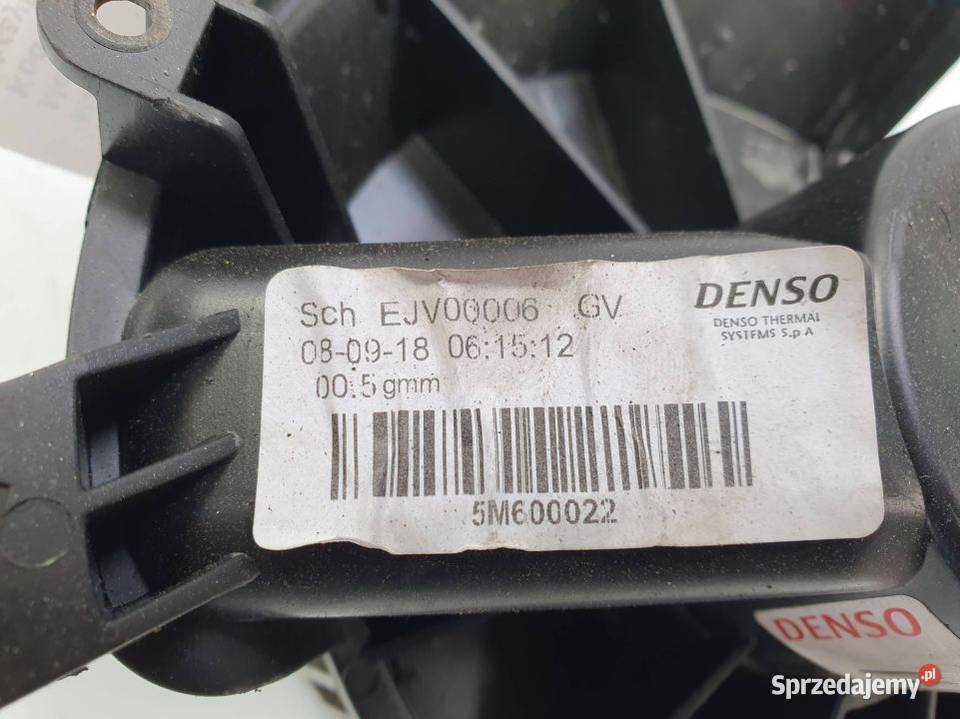 Sch EJV00006 GV
08-09-18 06:15:12
00.5 gmm
DENSO
DENSO THERMAL
SYSTEMS S.p.A
5M600022
DENSO
Sprzedajemy.pl